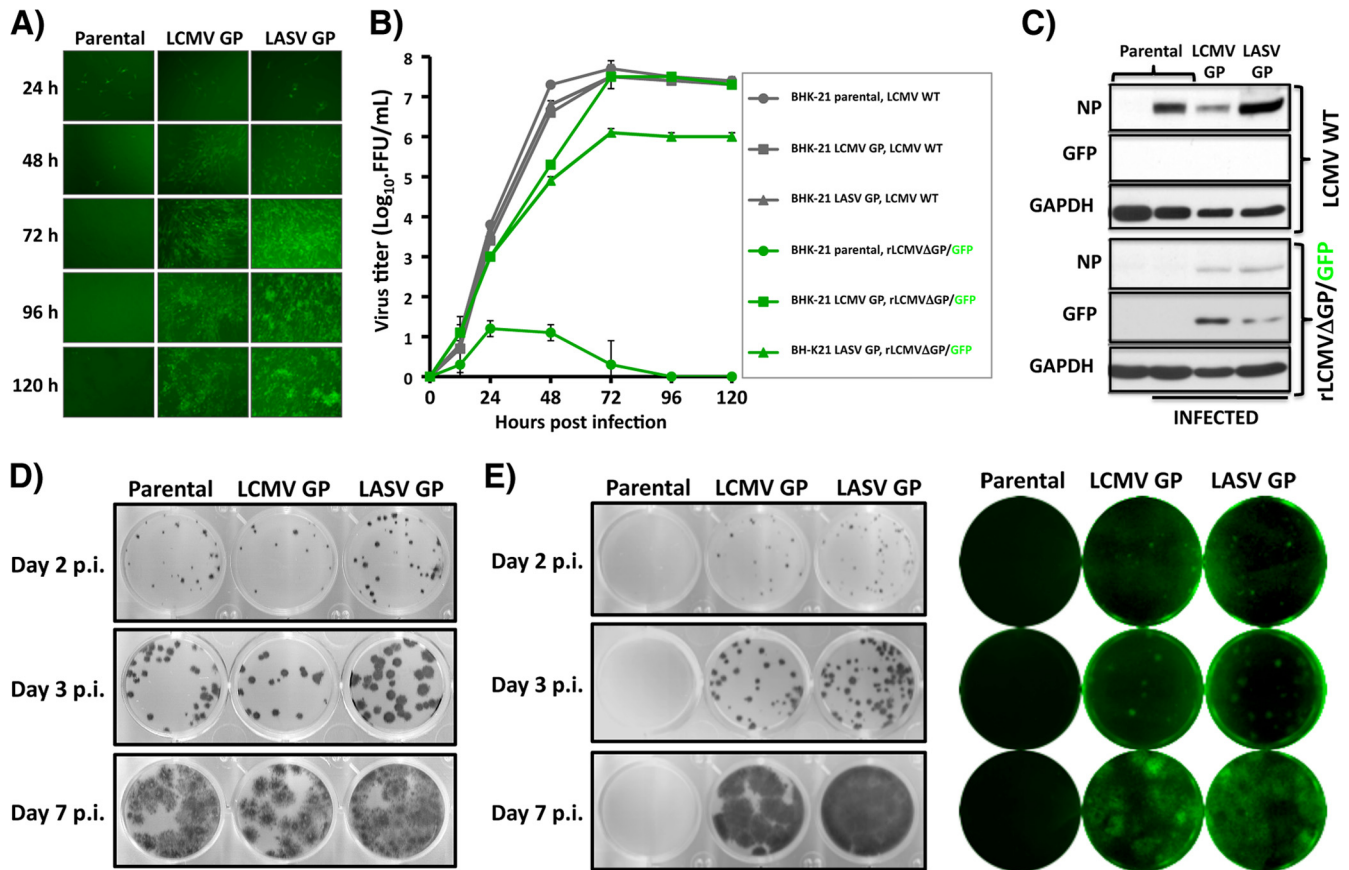 A)
Parental LCMV GP LASV GP
24 h
48 h
72 h
96 h
120 h
B)
Virus titer (Log10.FFU/mL)
8
7
6
5
4
3
2
1
0
0 24 48 72 96 120
Hours post infection
BHK-21 parental, LCMV WT
BHK-21 LCMV GP, LCMV WT
BHK-21 LASV GP, LCMV WT
BHK-21 parental, rLCMVΔGP/GFP
BHK-21 LCMV GP, rLCMVΔGP/GFP
BH-K21 LASV GP, rLCMVΔGP/GFP
C)
Parental LCMV GP LASV GP
NP
GFP
GAPDH
LCMV WT
NP
GFP
GAPDH
rLCMVΔGP/GFP
INFECTED
D)
Parental LCMV GP LASV GP
Day 2 p.i.
Day 3 p.i.
Day 7 p.i.
E)
Parental LCMV GP LASV GP
Parental LCMV GP LASV GP
Day 2 p.i.
Day 3 p.i.
Day 7 p.i.